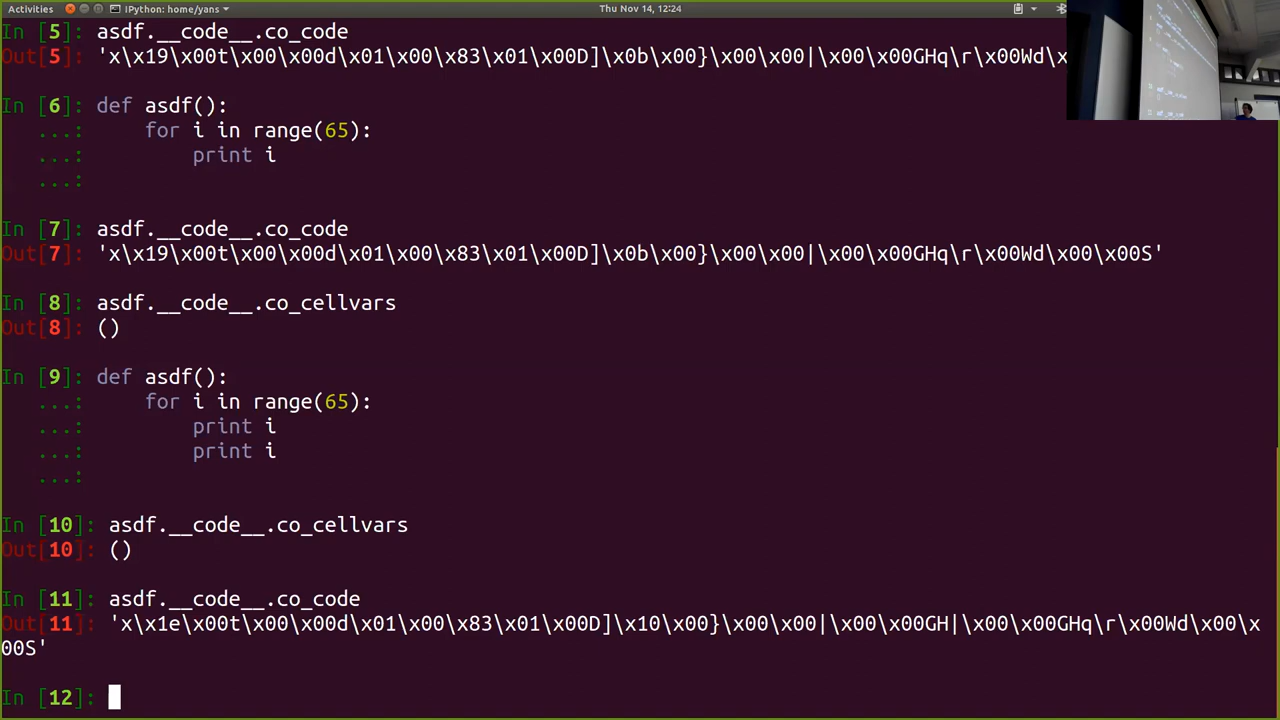 Activities IPython: home/yans Thu Nov 14, 12:24
In [5]: asdf.__code__.co_code
Out[5]: 'x\x19\x00t\x00\x00d\x01\x00\x83\x01\x00D]\x0b\x00}\x00\x00|\x00\x00GHq\r\x00Wd\x
In [6]: def asdf():
...: for i in range(65):
...: print i
...:
In [7]: asdf.__code__.co_code
Out[7]: 'x\x19\x00t\x00\x00d\x01\x00\x83\x01\x00D]\x0b\x00}\x00\x00|\x00\x00GHq\r\x00Wd\x00\x00S'
In [8]: asdf.__code__.co_cellvars
Out[8]: ()
In [9]: def asdf():
...: for i in range(65):
...: print i
...: print i
...:
In [10]: asdf.__code__.co_cellvars
Out[10]: ()
In [11]: asdf.__code__.co_code
Out[11]: 'x\x1e\x00t\x00\x00d\x01\x00\x83\x01\x00D]\x10\x00}\x00\x00|\x00\x00GH|\x00\x00GHq\r\x00Wd\x00\x
00S'
In [12]: